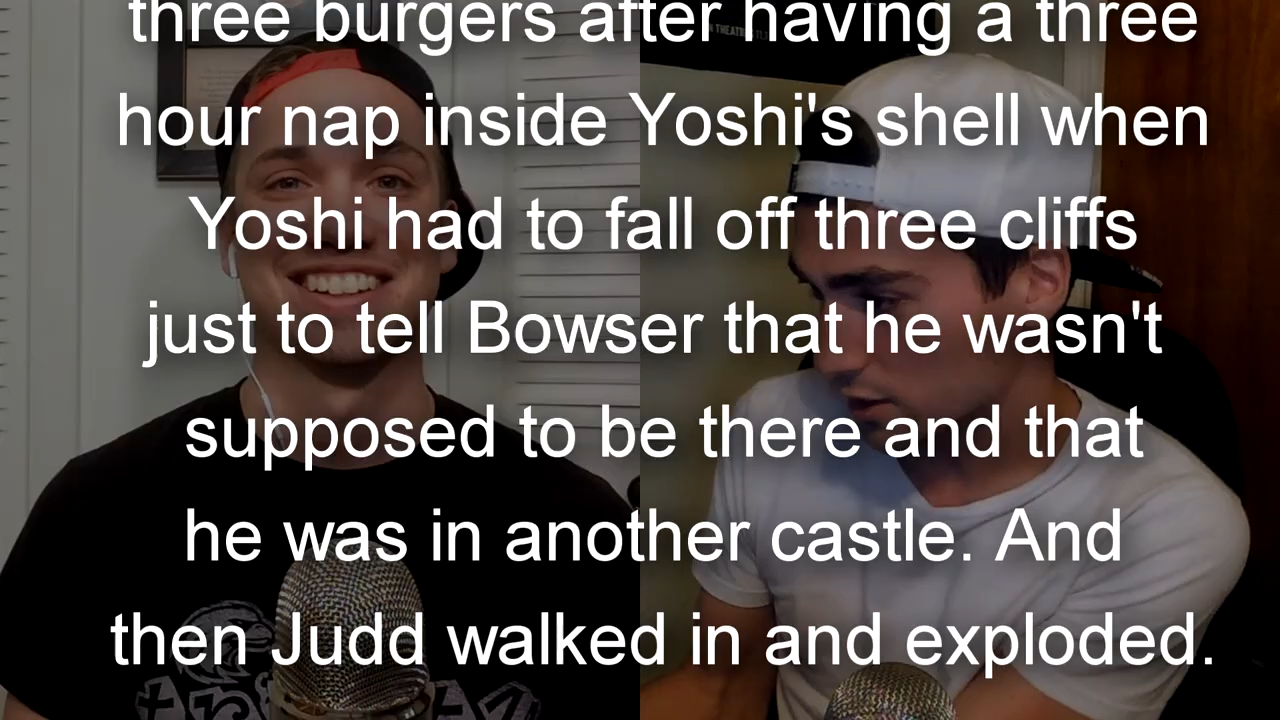 three burgers after having a three
hour nap inside Yoshi's shell when
Yoshi had to fall off three cliffs
just to tell Bowser that he wasn't
supposed to be there and that
he was in another castle. And
then Judd walked in and exploded.